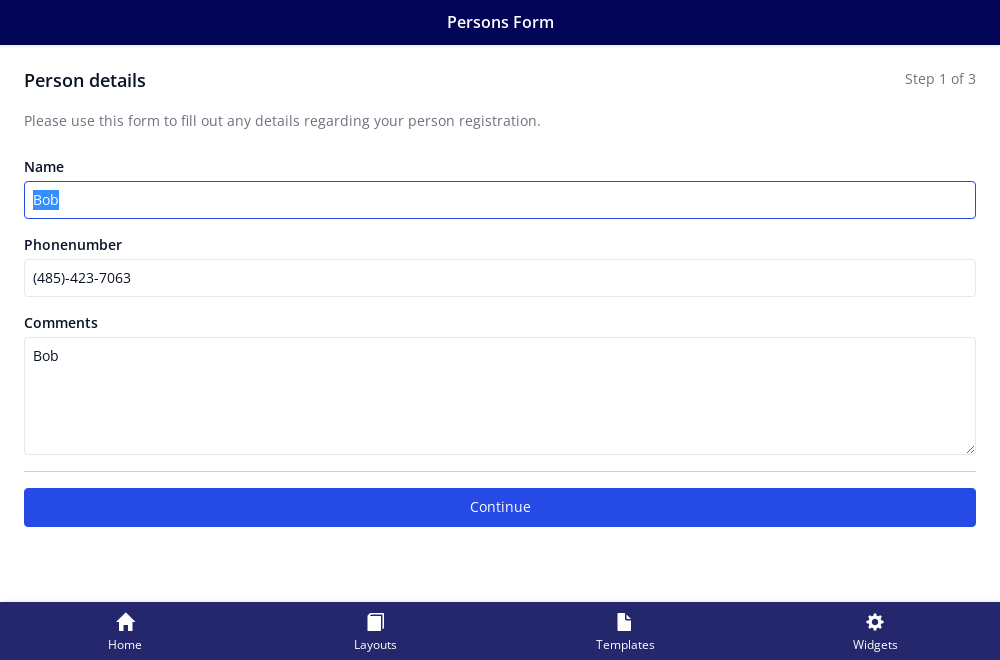 Persons Form
Person details
Step 1 of 3
Please use this form to fill out any details regarding your person registration.
Name
Bob
Phonenumber
(485)-423-7063
Comments
Bob
Continue
Home
Layouts
Templates
Widgets